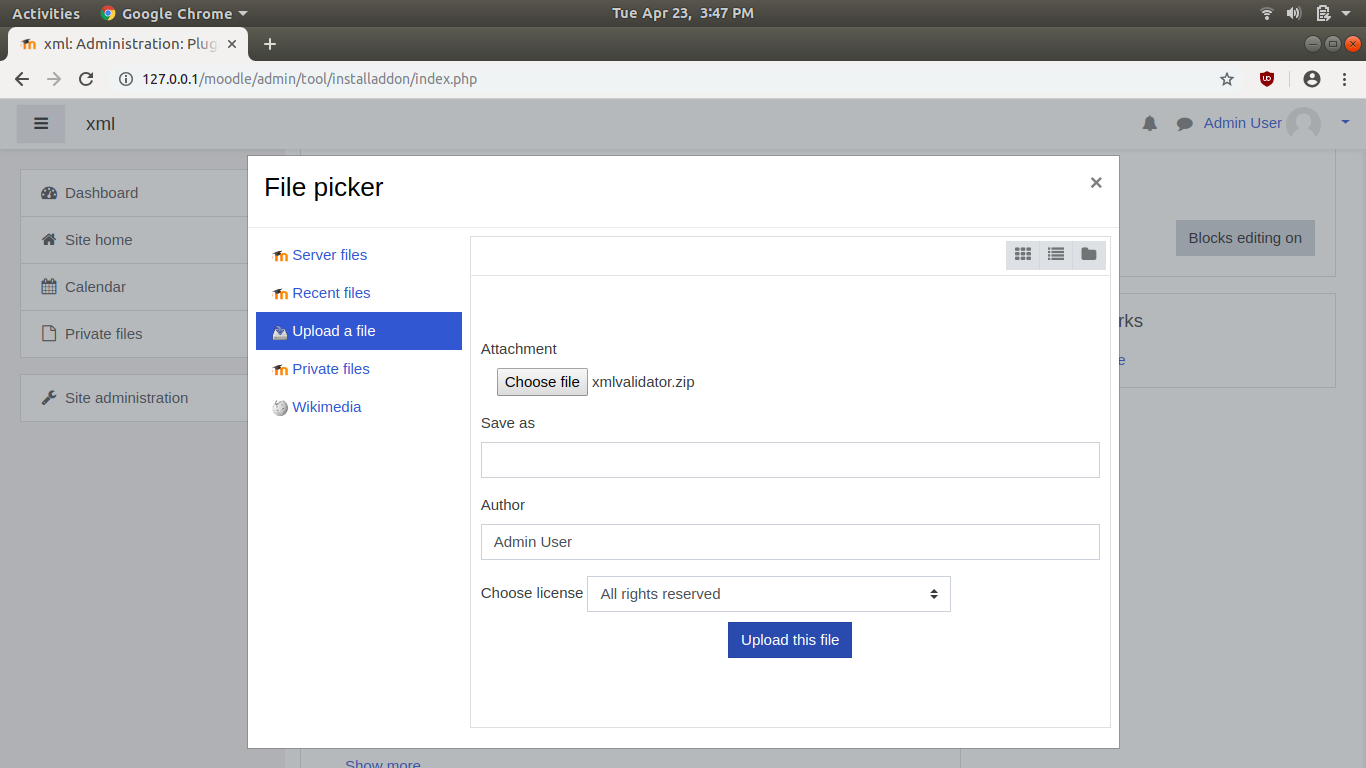 Activities Google Chrome Tue Apr 23, 3:47 PM
xml: Administration: Plug
127.0.0.1/moodle/admin/tool/installaddon/index.php
xml Admin User
File picker
Dashboard
Site home
Calendar
Private files
Site administration
Blocks editing on
rks
e
Server files
Recent files
Upload a file
Private files
Wikimedia
Attachment
Choose file xmlvalidator.zip
Save as
Author
Admin User
Choose license All rights reserved
Upload this file
Show more